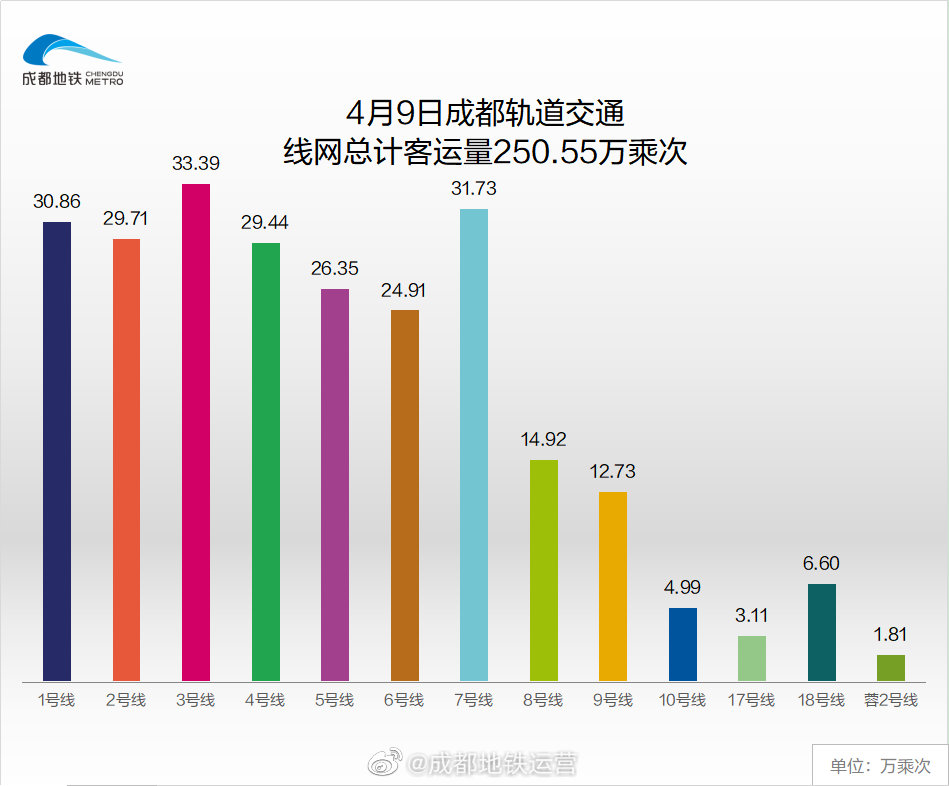 成都地铁 CHENGDU METRO
4月9日成都轨道交通
线网总计客运量250.55万乘次
30.86
29.71
33.39
29.44
26.35
24.91
31.73
14.92
12.73
4.99
3.11
6.60
1.81
1号线
2号线
3号线
4号线
5号线
6号线
7号线
8号线
9号线
10号线
17号线
18号线
蓉2号线
@成都地铁运营
单位：万乘次